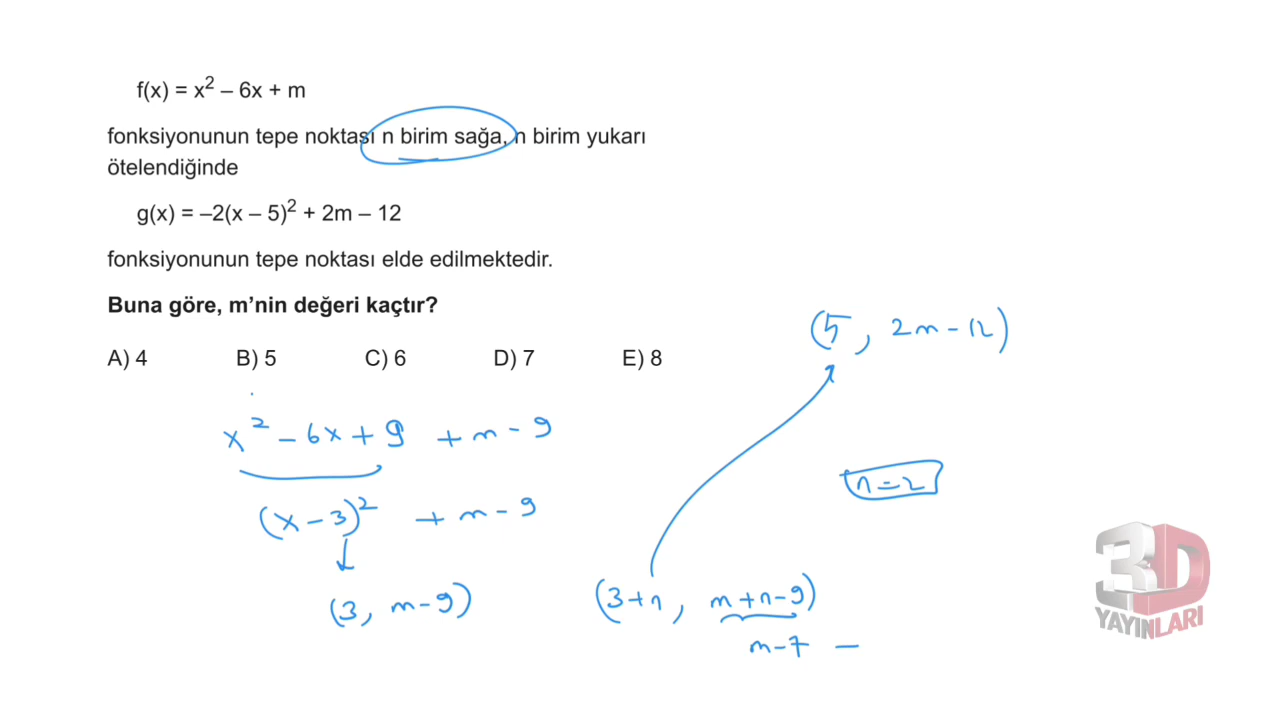 f(x) = x² – 6x + m
fonksiyonunun tepe noktası n birim sağa, n birim yukarı
ötelendiğinde
g(x) = –2(x – 5)² + 2m – 12
fonksiyonunun tepe noktası elde edilmektedir.
Buna göre, m’nin değeri kaçtır?
A) 4 B) 5 C) 6 D) 7 E) 8
(5, 2m – 12)
x² – 6x + 9 + m – 9
n = 2
(x – 3)² + m – 9
(3, m – 9)
(3 + n, m + n – 9)
m – 7 –
3D
YAYINLARI